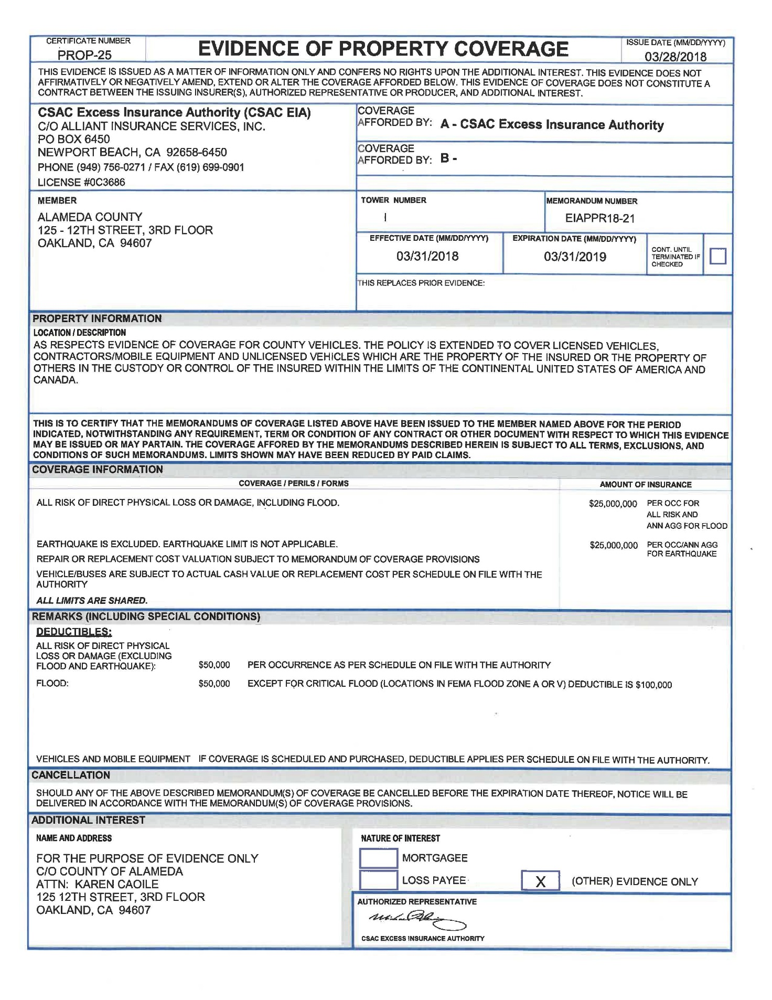 CERTIFICATE NUMBER
PROP-25
EVIDENCE OF PROPERTY COVERAGE
ISSUE DATE (MM/DD/YYYY)
03/28/2018
THIS EVIDENCE IS ISSUED AS A MATTER OF INFORMATION ONLY AND CONFERS NO RIGHTS UPON THE ADDITIONAL INTEREST. THIS EVIDENCE DOES NOT
AFFIRMATIVELY OR NEGATIVELY AMEND, EXTEND OR ALTER THE COVERAGE AFFORDED BELOW. THIS EVIDENCE OF COVERAGE DOES NOT CONSTITUTE A
CONTRACT BETWEEN THE ISSUING INSURER(S), AUTHORIZED REPRESENTATIVE OR PRODUCER, AND ADDITIONAL INTEREST.
CSAC Excess Insurance Authority (CSAC EIA)
C/O ALLIANT INSURANCE SERVICES, INC.
PO BOX 6450
NEWPORT BEACH, CA 92658-6450
PHONE (949) 756-0271 / FAX (619) 699-0901
LICENSE #0C3686
COVERAGE
AFFORDED BY: A - CSAC Excess Insurance Authority
COVERAGE
AFFORDED BY: B -
MEMBER
ALAMEDA COUNTY
125 - 12TH STREET, 3RD FLOOR
OAKLAND, CA 94607
TOWER NUMBER
I
MEMORANDUM NUMBER
EIAPPR18-21
EFFECTIVE DATE (MM/DD/YYYY)
03/31/2018
EXPIRATION DATE (MM/DD/YYYY)
03/31/2019
CONT. UNTIL
TERMINATED IF
CHECKED
THIS REPLACES PRIOR EVIDENCE:
PROPERTY INFORMATION
LOCATION / DESCRIPTION
AS RESPECTS EVIDENCE OF COVERAGE FOR COUNTY VEHICLES. THE POLICY IS EXTENDED TO COVER LICENSED VEHICLES,
CONTRACTORS/MOBILE EQUIPMENT AND UNLICENSED VEHICLES WHICH ARE THE PROPERTY OF THE INSURED OR THE PROPERTY OF
OTHERS IN THE CUSTODY OR CONTROL OF THE INSURED WITHIN THE LIMITS OF THE CONTINENTAL UNITED STATES OF AMERICA AND
CANADA.
THIS IS TO CERTIFY THAT THE MEMORANDUMS OF COVERAGE LISTED ABOVE HAVE BEEN ISSUED TO THE MEMBER NAMED ABOVE FOR THE PERIOD
INDICATED, NOTWITHSTANDING ANY REQUIREMENT, TERM OR CONDITION OF ANY CONTRACT OR OTHER DOCUMENT WITH RESPECT TO WHICH THIS EVIDENCE
MAY BE ISSUED OR MAY PARTAIN. THE COVERAGE AFFORED BY THE MEMORANDUMS DESCRIBED HEREIN IS SUBJECT TO ALL TERMS, EXCLUSIONS, AND
CONDITIONS OF SUCH MEMORANDUMS. LIMITS SHOWN MAY HAVE BEEN REDUCED BY PAID CLAIMS.
COVERAGE INFORMATION
COVERAGE / PERILS / FORMS
AMOUNT OF INSURANCE
ALL RISK OF DIRECT PHYSICAL LOSS OR DAMAGE, INCLUDING FLOOD.
$25,000,000 PER OCC FOR
ALL RISK AND
ANN AGG FOR FLOOD
EARTHQUAKE IS EXCLUDED. EARTHQUAKE LIMIT IS NOT APPLICABLE.
$25,000,000 PER OCC/ANN AGG
FOR EARTHQUAKE
REPAIR OR REPLACEMENT COST VALUATION SUBJECT TO MEMORANDUM OF COVERAGE PROVISIONS
VEHICLE/BUSES ARE SUBJECT TO ACTUAL CASH VALUE OR REPLACEMENT COST PER SCHEDULE ON FILE WITH THE
AUTHORITY
ALL LIMITS ARE SHARED.
REMARKS (INCLUDING SPECIAL CONDITIONS)
DEDUCTIBLES:
ALL RISK OF DIRECT PHYSICAL
LOSS OR DAMAGE (EXCLUDING
FLOOD AND EARTHQUAKE): $50,000 PER OCCURRENCE AS PER SCHEDULE ON FILE WITH THE AUTHORITY
FLOOD: $50,000 EXCEPT FOR CRITICAL FLOOD (LOCATIONS IN FEMA FLOOD ZONE A OR V) DEDUCTIBLE IS $100,000
VEHICLES AND MOBILE EQUIPMENT IF COVERAGE IS SCHEDULED AND PURCHASED, DEDUCTIBLE APPLIES PER SCHEDULE ON FILE WITH THE AUTHORITY.
CANCELLATION
SHOULD ANY OF THE ABOVE DESCRIBED MEMORANDUM(S) OF COVERAGE BE CANCELLED BEFORE THE EXPIRATION DATE THEREOF, NOTICE WILL BE
DELIVERED IN ACCORDANCE WITH THE MEMORANDUM(S) OF COVERAGE PROVISIONS.
ADDITIONAL INTEREST
NAME AND ADDRESS
FOR THE PURPOSE OF EVIDENCE ONLY
C/O COUNTY OF ALAMEDA
ATTN: KAREN CAOILE
125 12TH STREET, 3RD FLOOR
OAKLAND, CA 94607
NATURE OF INTEREST
MORTGAGEE
LOSS PAYEE
X (OTHER) EVIDENCE ONLY
AUTHORIZED REPRESENTATIVE
CSAC EXCESS INSURANCE AUTHORITY